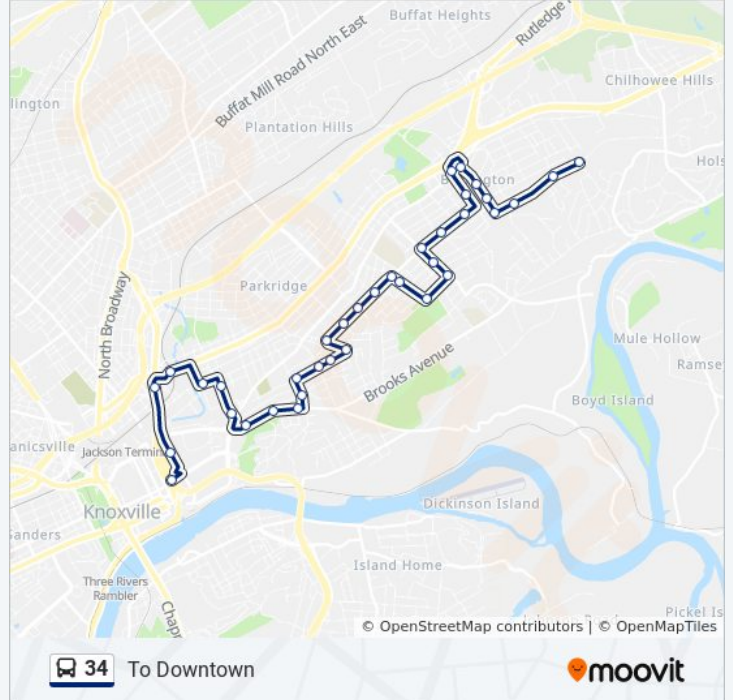 Buffat Heights
Rutledge
Buffat Mill Road North East
Chilhowee Hills
lington
Plantation Hills
Hols
Parkridge
North Broadway
Mule Hollow
Ramse
Brooks Avenue
Boyd Island
anicsville
Jackson Termin
Dickinson Island
Knoxville
Sanders
Island Home
Three Rivers
Rambler
Chap
Pickel Is
© OpenStreetMap contributors | © OpenMapTiles
34 To Downtown
moovit